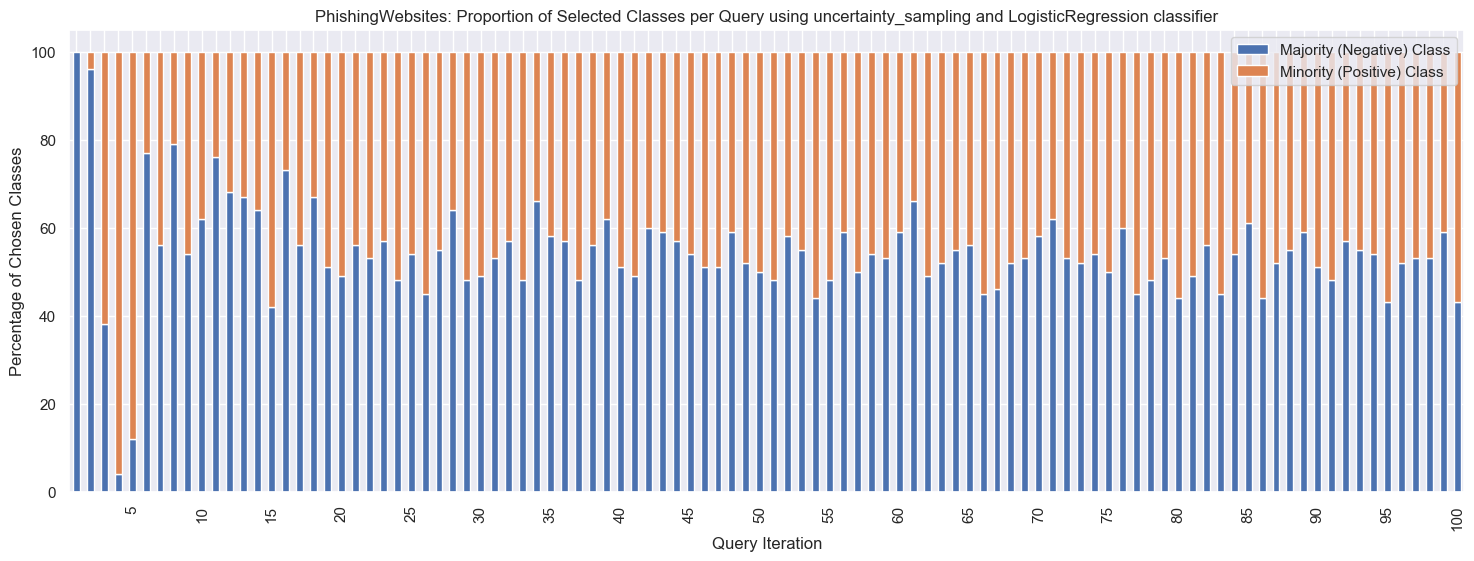 PhishingWebsites: Proportion of Selected Classes per Query using uncertainty_sampling and LogisticRegression classifier
Majority (Negative) Class
Minority (Positive) Class
Percentage of Chosen Classes
100
80
60
40
20
0
5 10 15 20 25 30 35 40 45 50 55 60 65 70 75 80 85 90 95 100
Query Iteration